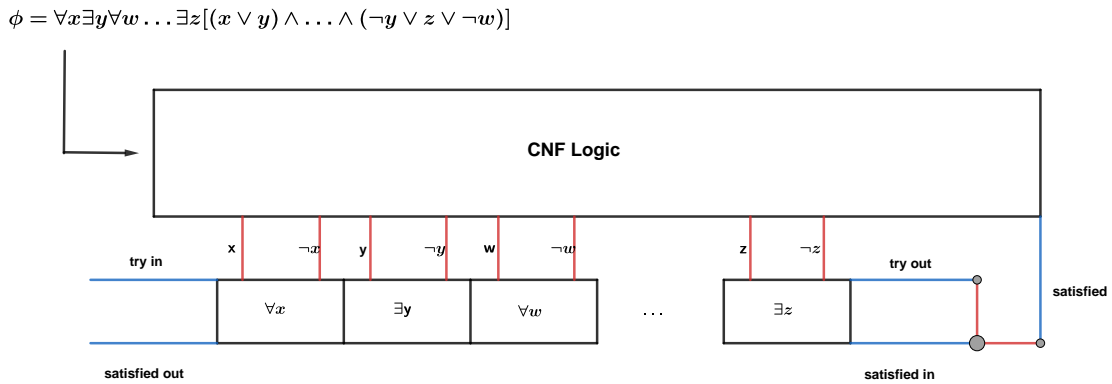 ϕ = ∀x∃y∀w … ∃z[(x ∨ y) ∧ … ∧ (¬y ∨ z ∨ ¬w)]
CNF Logic
x ¬x y ¬y w ¬w z ¬z
try in try out
∀x ∃y ∀w … ∃z
satisfied
satisfied out satisfied in